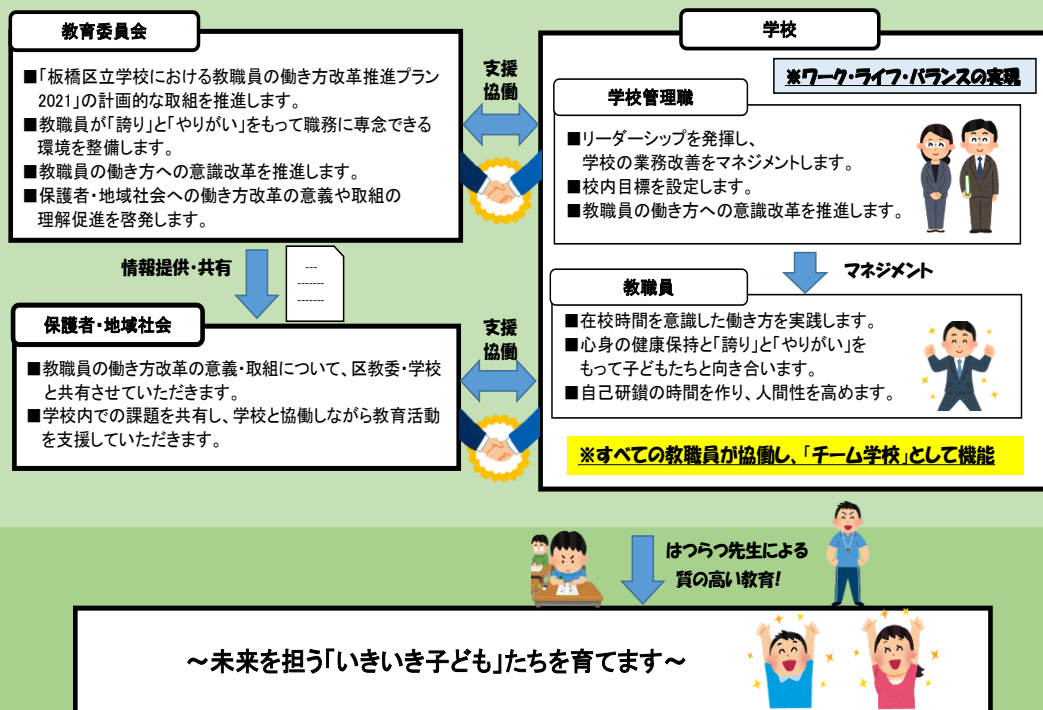 教育委員会
■「板橋区立学校における教職員の働き方改革推進プラン
2021」の計画的な取組を推進します。
■教職員が「誇り」と「やりがい」をもって職務に専念できる
環境を整備します。
■教職員の働き方への意識改革を推進します。
■保護者・地域社会への働き方改革の意義や取組の
理解促進を啓発します。
支援
協働
学校
※ワーク・ライフ・バランスの実現
学校管理職
■リーダーシップを発揮し、
学校の業務改善をマネジメントします。
■校内目標を設定します。
■教職員の働き方への意識改革を推進します。
マネジメント
教職員
■在校時間を意識した働き方を実践します。
■心身の健康保持と「誇り」と「やりがい」を
もって子どもたちと向き合います。
■自己研鑽の時間を作り、人間性を高めます。
※すべての教職員が協働し、「チーム学校」として機能
情報提供・共有
---
-------
-------
保護者・地域社会
■教職員の働き方改革の意義・取組について、区教委・学校
と共有させていただきます。
■学校内での課題を共有し、学校と協働しながら教育活動
を支援していただきます。
支援
協働
はつらつ先生による
質の高い教育!
～未来を担う「いきいき子ども」たちを育てます～